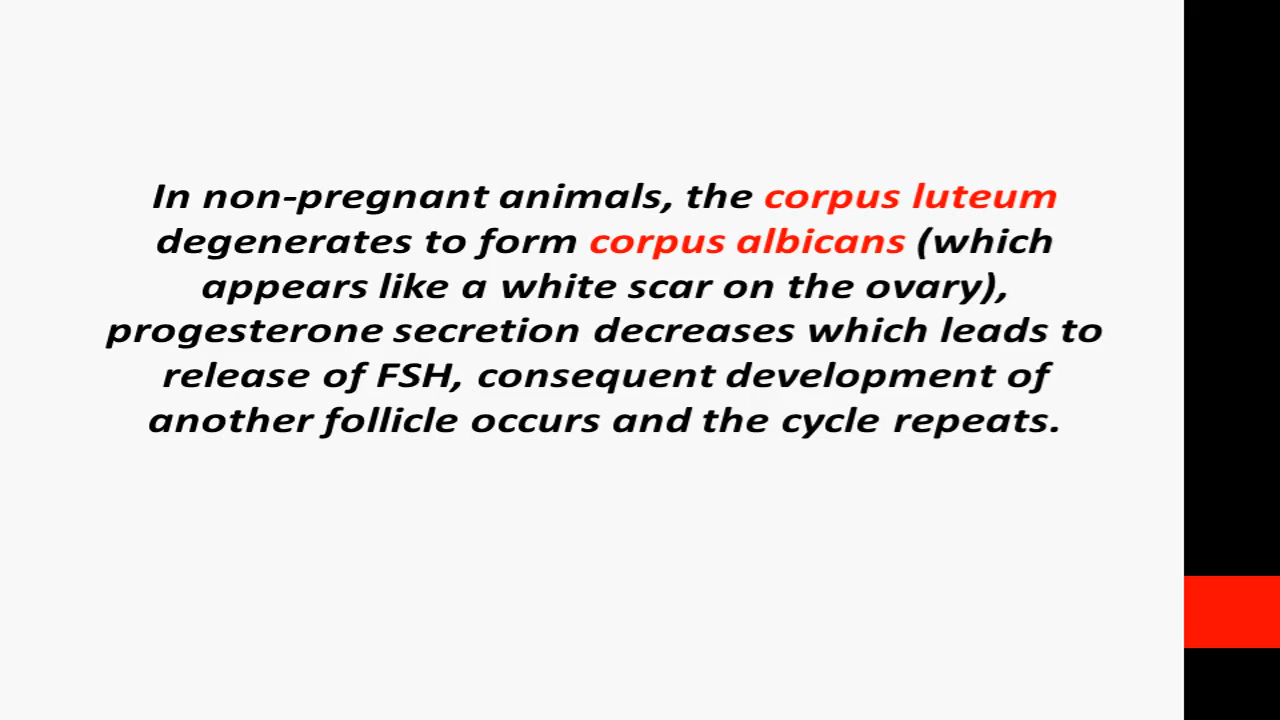 In non-pregnant animals, the corpus luteum
degenerates to form corpus albicans (which
appears like a white scar on the ovary),
progesterone secretion decreases which leads to
release of FSH, consequent development of
another follicle occurs and the cycle repeats.